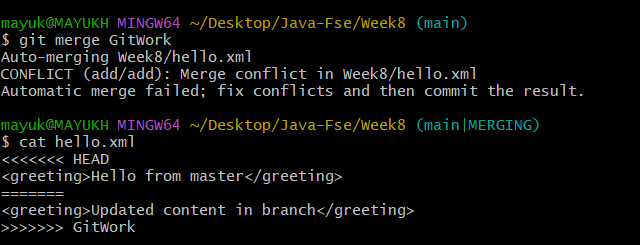 mayuk@MAYUKH MINGW64 ~/Desktop/Java-Fse/Week8 (main)
$ git merge GitWork
Auto-merging Week8/hello.xml
CONFLICT (add/add): Merge conflict in Week8/hello.xml
Automatic merge failed; fix conflicts and then commit the result.
mayuk@MAYUKH MINGW64 ~/Desktop/Java-Fse/Week8 (main|MERGING)
$ cat hello.xml
<<<<<<< HEAD
<greeting>Hello from master</greeting>
=======
<greeting>Updated content in branch</greeting>
>>>>>>> GitWork